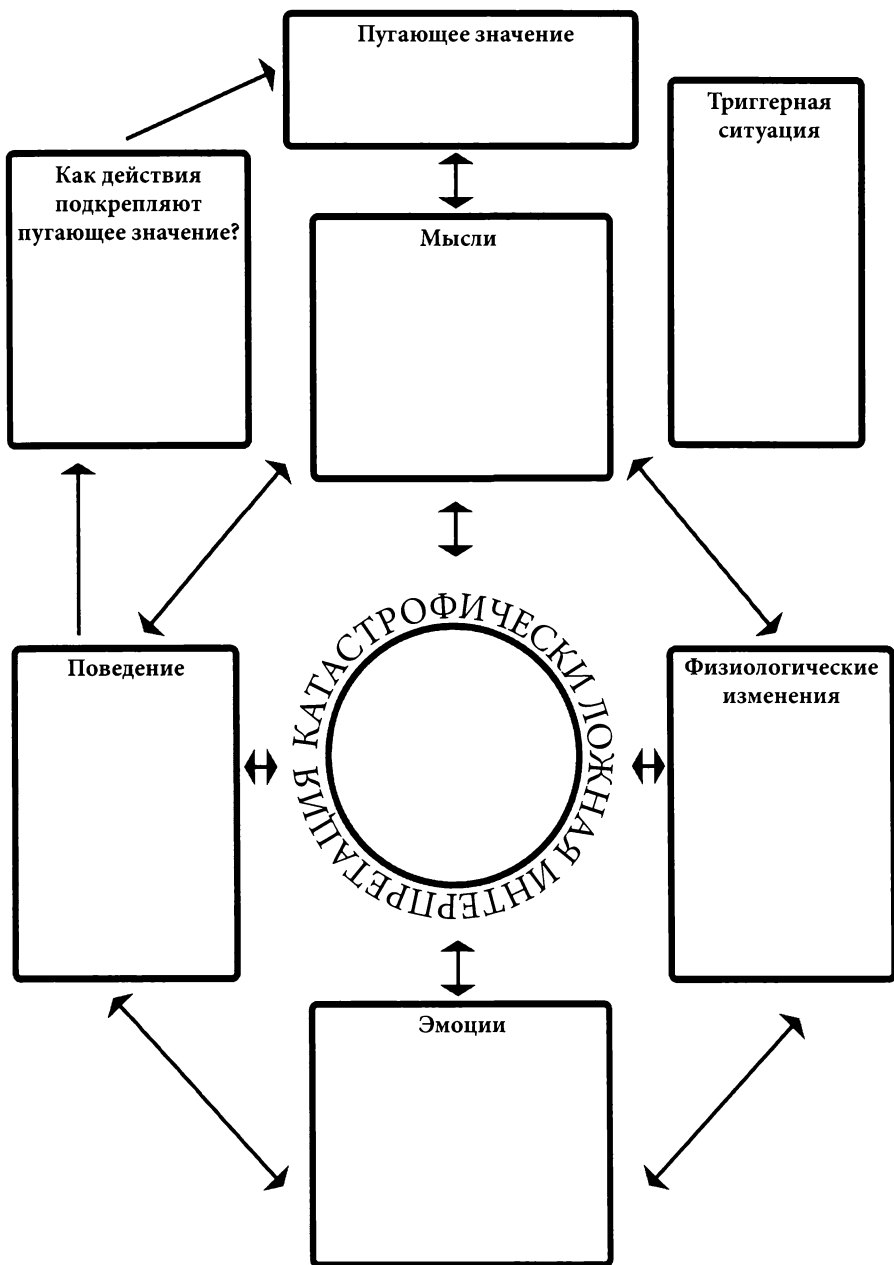 Пугающее значение
Триггерная
ситуация
Как действия
подкрепляют
пугающее значение?
Мысли
КАТАСТРОФИЧЕСКИ ЛОЖНАЯ ИНТЕРПРЕТАЦИЯ
Поведение
Физиологические
изменения
Эмоции